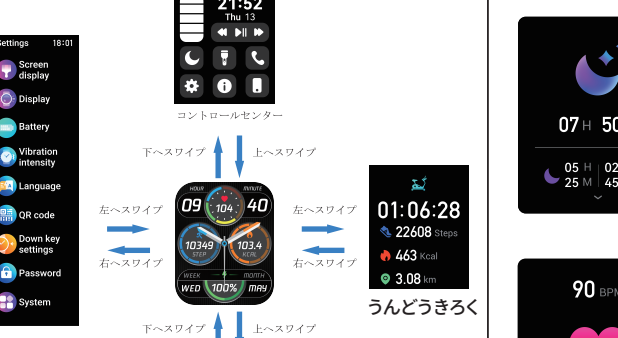 Settings 18:01
Screen
display
Display
Battery
Vibration
intensity
Language
QR code
Down key
settings
Password
System
21:52
Thu 13
コントロールセンター
下へスワイプ
上へスワイプ
左へスワイプ
右へスワイプ
HOUR
MINUTE
09
104
40
10349
STEP
103.4
KCAL
WEEK
MONTH
WED
100%
MAY
左へスワイプ
右へスワイプ
下へスワイプ
上へスワイプ
01:06:28
22608 Steps
463 Kcal
3.08 km
うんどうきろく
07 H 50
05 H 02
25 M 45
90 BPM